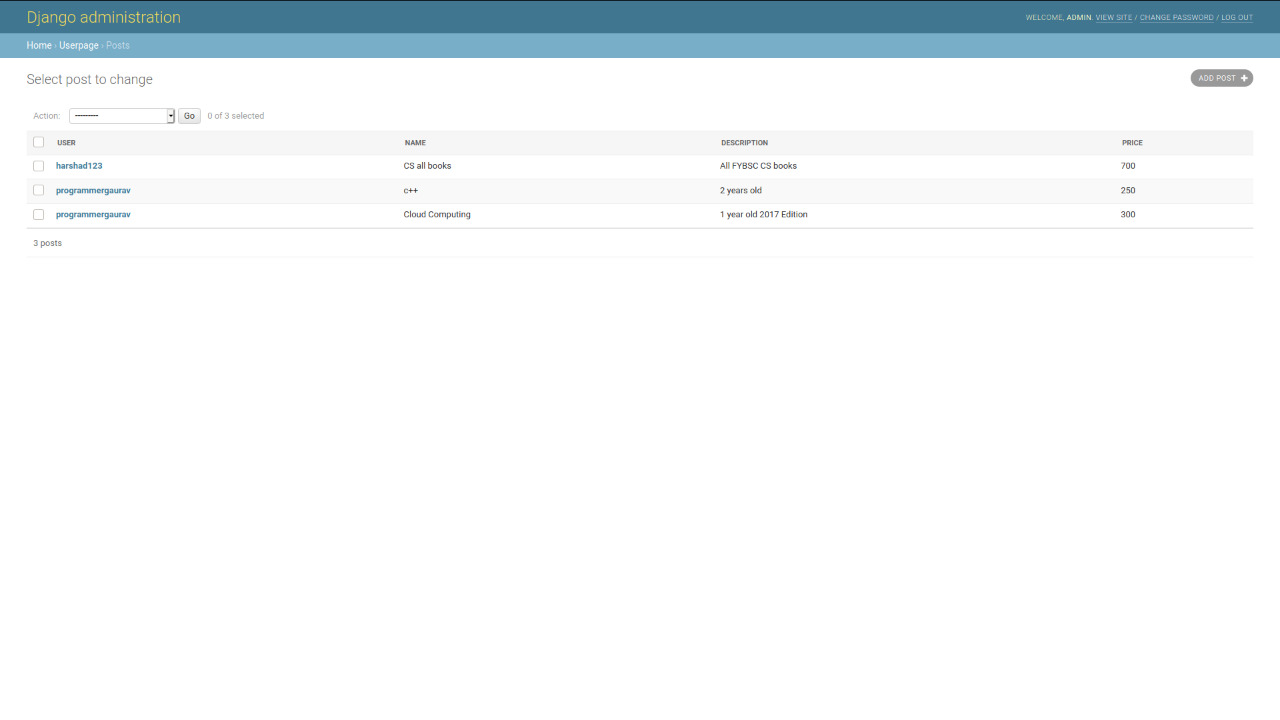 Django administration
WELCOME, ADMIN. VIEW SITE / CHANGE PASSWORD / LOG OUT
Home › Userpage › Posts
Select post to change
ADD POST +
Action: --------- Go 0 of 3 selected
USER NAME DESCRIPTION PRICE
harshad123 CS all books All FYBSC CS books 700
programmergaurav c++ 2 years old 250
programmergaurav Cloud Computing 1 year old 2017 Edition 300
3 posts